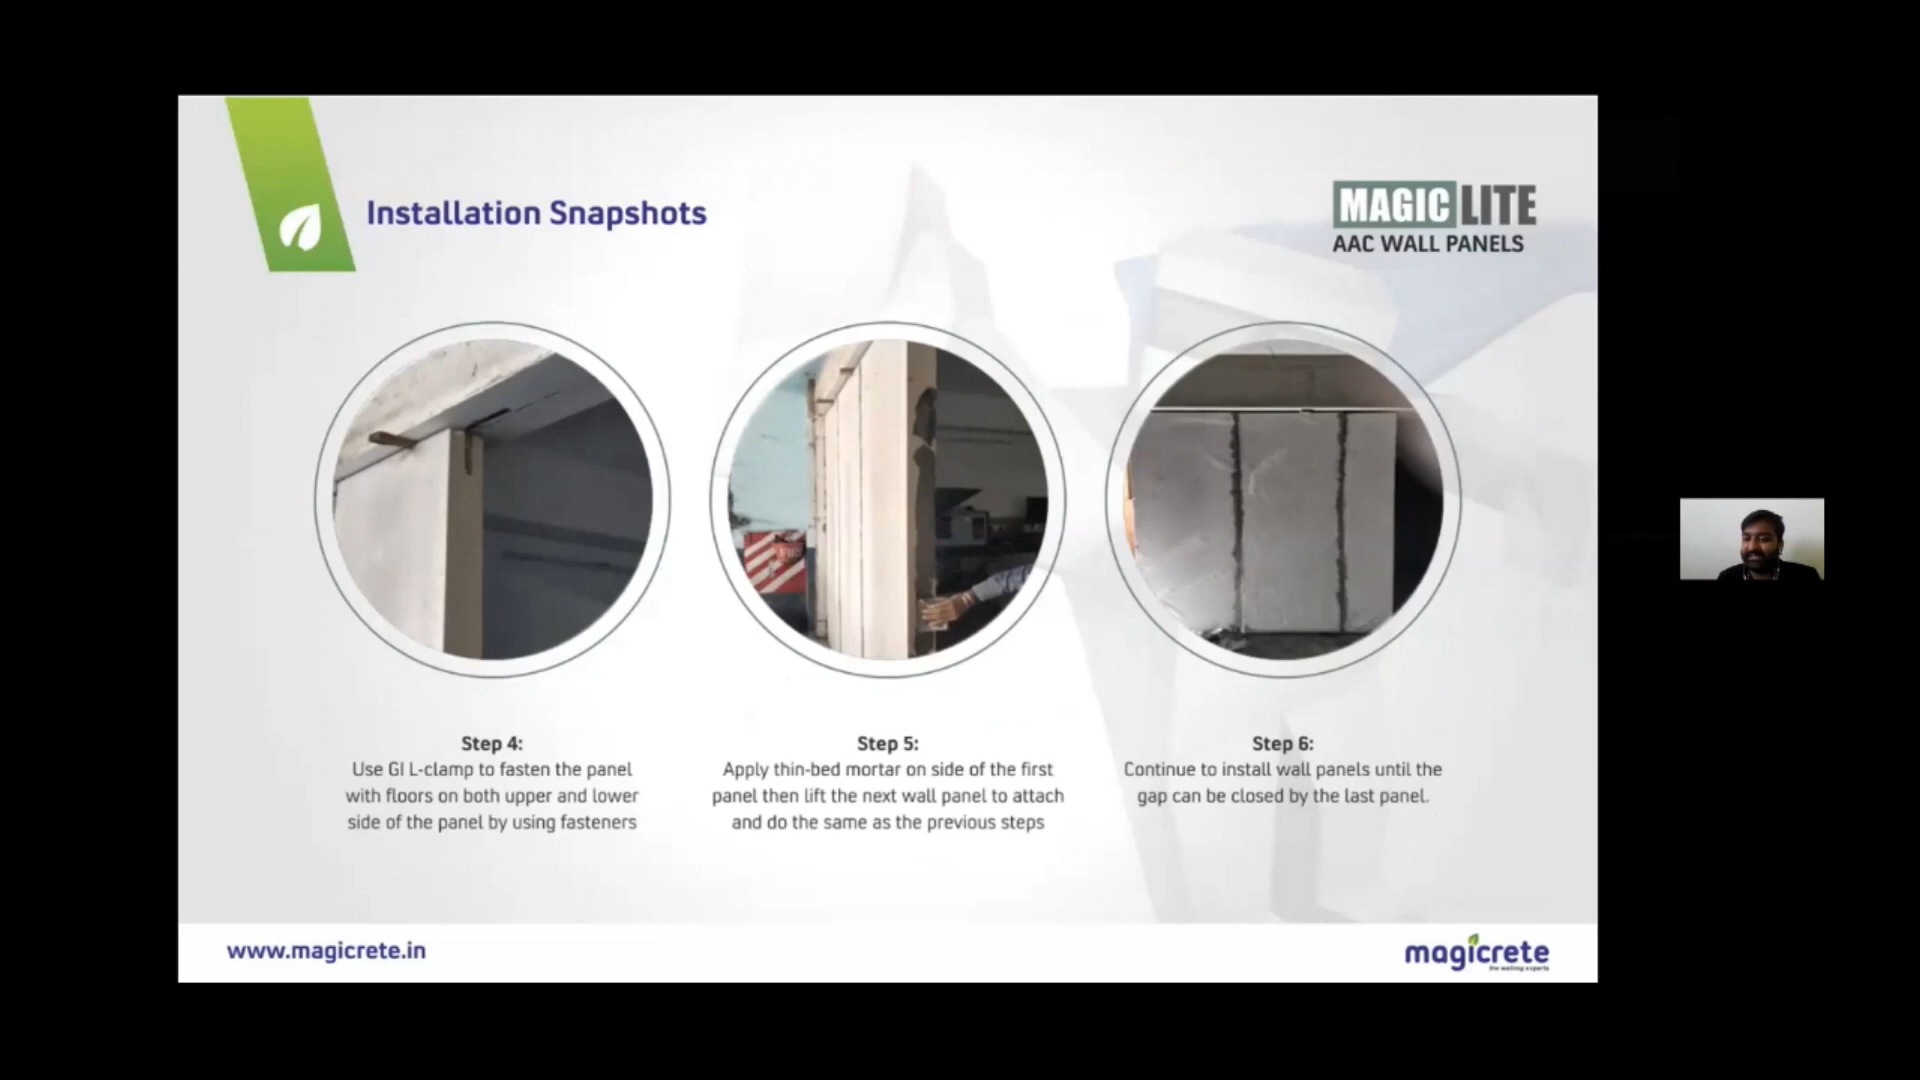 Installation Snapshots
MAGIC LITE
AAC WALL PANELS
Step 4:
Use GI L-clamp to fasten the panel
with floors on both upper and lower
side of the panel by using fasteners
Step 5:
Apply thin-bed mortar on side of the first
panel then lift the next wall panel to attach
and do the same as the previous steps
Step 6:
Continue to install wall panels until the
gap can be closed by the last panel.
www.magicrete.in
magicrete
the walling experts